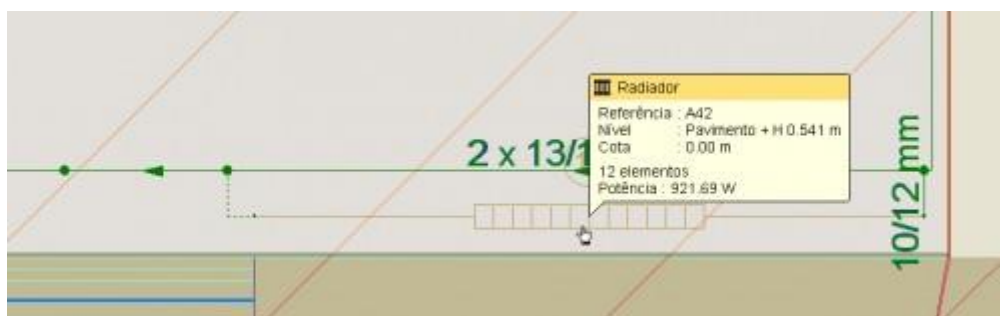 Radiador
Referência : A42
Nível : Pavimento + H 0.541 m
Cota : 0.00 m
12 elementos
Potência : 921.69 W
2 x 13/1
10/12 mm